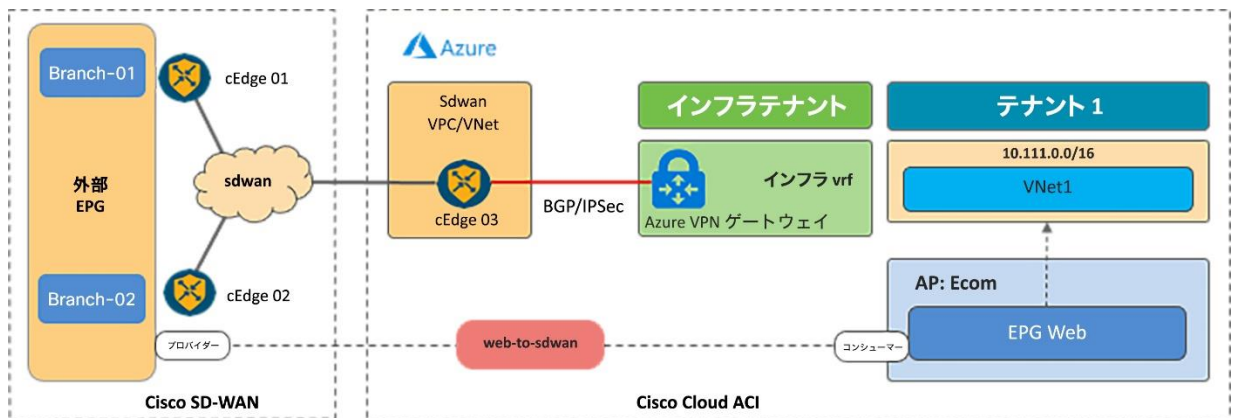 Branch-01
cEdge 01
外部
EPG
sdwan
Branch-02
cEdge 02
プロバイダー
Cisco SD-WAN
Azure
Sdwan
VPC/VNet
cEdge 03
BGP/IPSec
インフラテナント
インフラ vrf
Azure VPN ゲートウェイ
テナント 1
10.111.0.0/16
VNet1
AP: Ecom
EPG Web
web-to-sdwan
コンシューマー
Cisco Cloud ACI